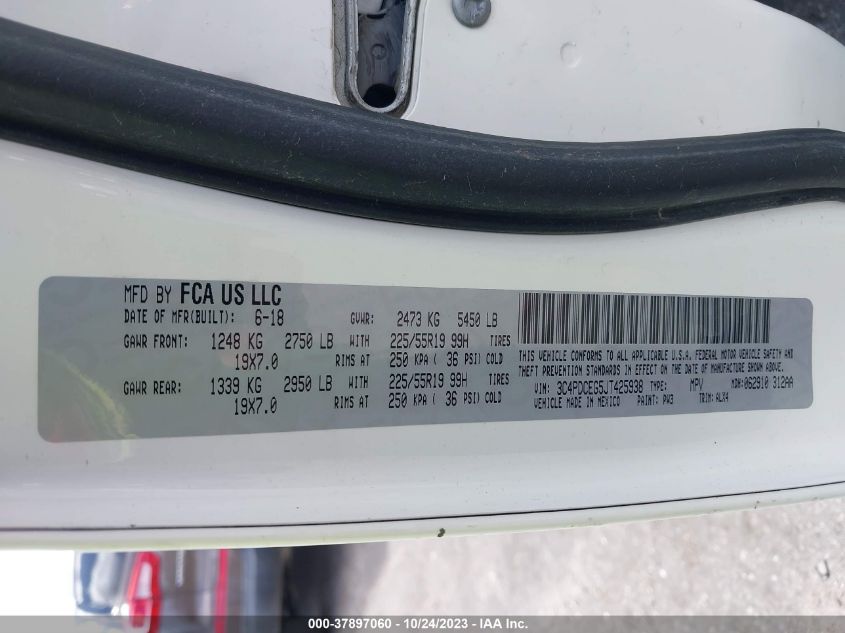 MFD BY FCA US LLC
DATE OF MFR(BUILT): 6-18 GVWR: 2473 KG 5450 LB
GAWR FRONT: 1248 KG 2750 LB WITH 225/55R19 99H TIRES
19X7.0 RIMS AT 250 KPA ( 36 PSI) COLD
GAWR REAR: 1339 KG 2950 LB WITH 225/55R19 99H TIRES
19X7.0 RIMS AT 250 KPA ( 36 PSI) COLD
THIS VEHICLE CONFORMS TO ALL APPLICABLE U.S.A. FEDERAL MOTOR VEHICLE SAFETY AND
THEFT PREVENTION STANDARDS IN EFFECT ON THE DATE OF MANUFACTURE SHOWN ABOVE.
VIN: 3C4PDCEG5JT425938 TYPE: MPV MDH: 062910 312AA
VEHICLE MADE IN MEXICO PAINT: PW3 TRIM: ALX4
000-37897060 - 10/24/2023 - IAA Inc.